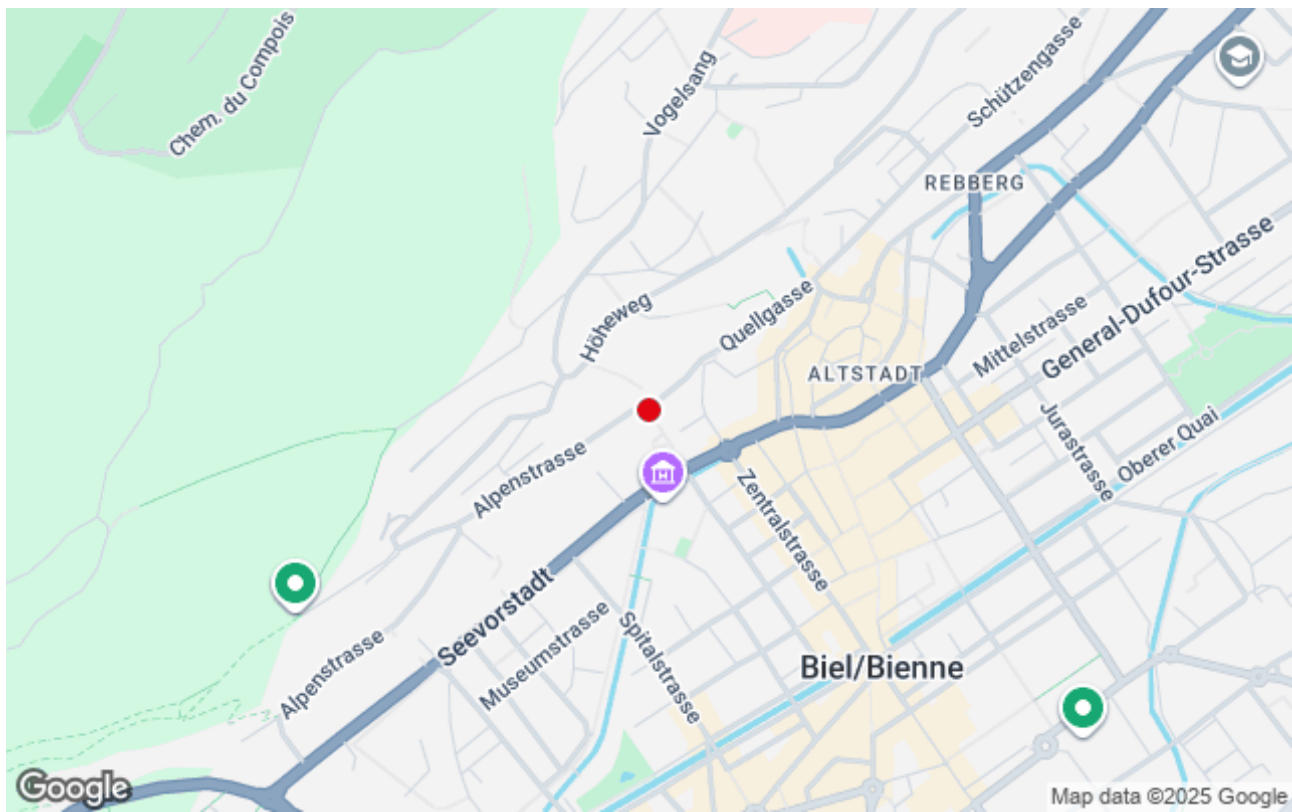 Chem. du Compois
Vogelsang
Schützengasse
REBBERG
General-Dufour-Strasse
Höheweg
Quellgasse
Mittelstrasse
ALTSTADT
Jurastrasse
Oberer Quai
Alpenstrasse
Zentralstrasse
Seevorstadt
Museumstrasse
Spitalstrasse
Alpenstrasse
Biel/Bienne
H
Google
Map data ©2025 Google